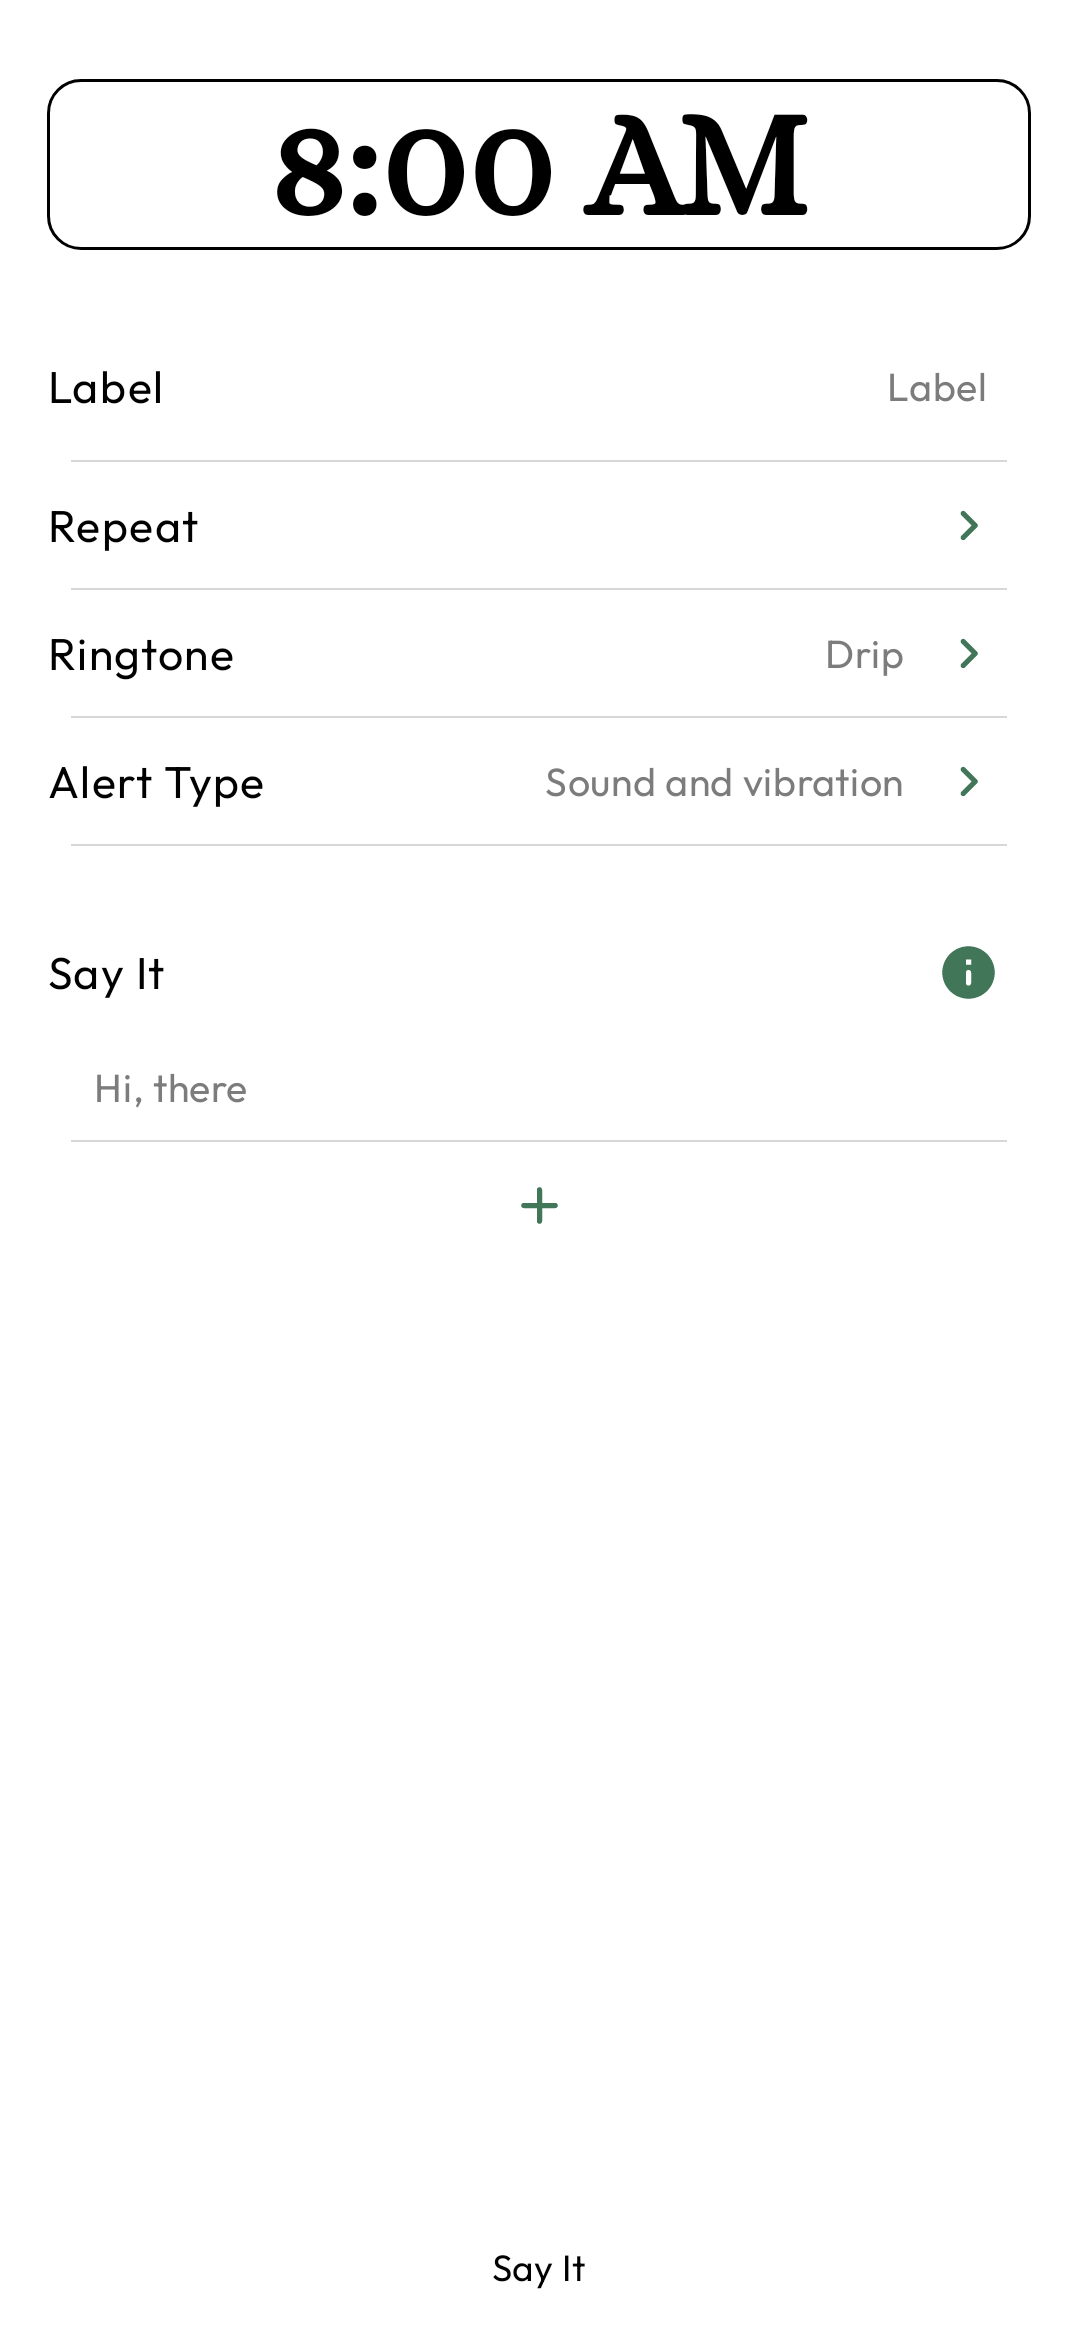 8:00 AM
Label Label
Repeat
Ringtone Drip
Alert Type Sound and vibration
Say It
Hi, there
Say It